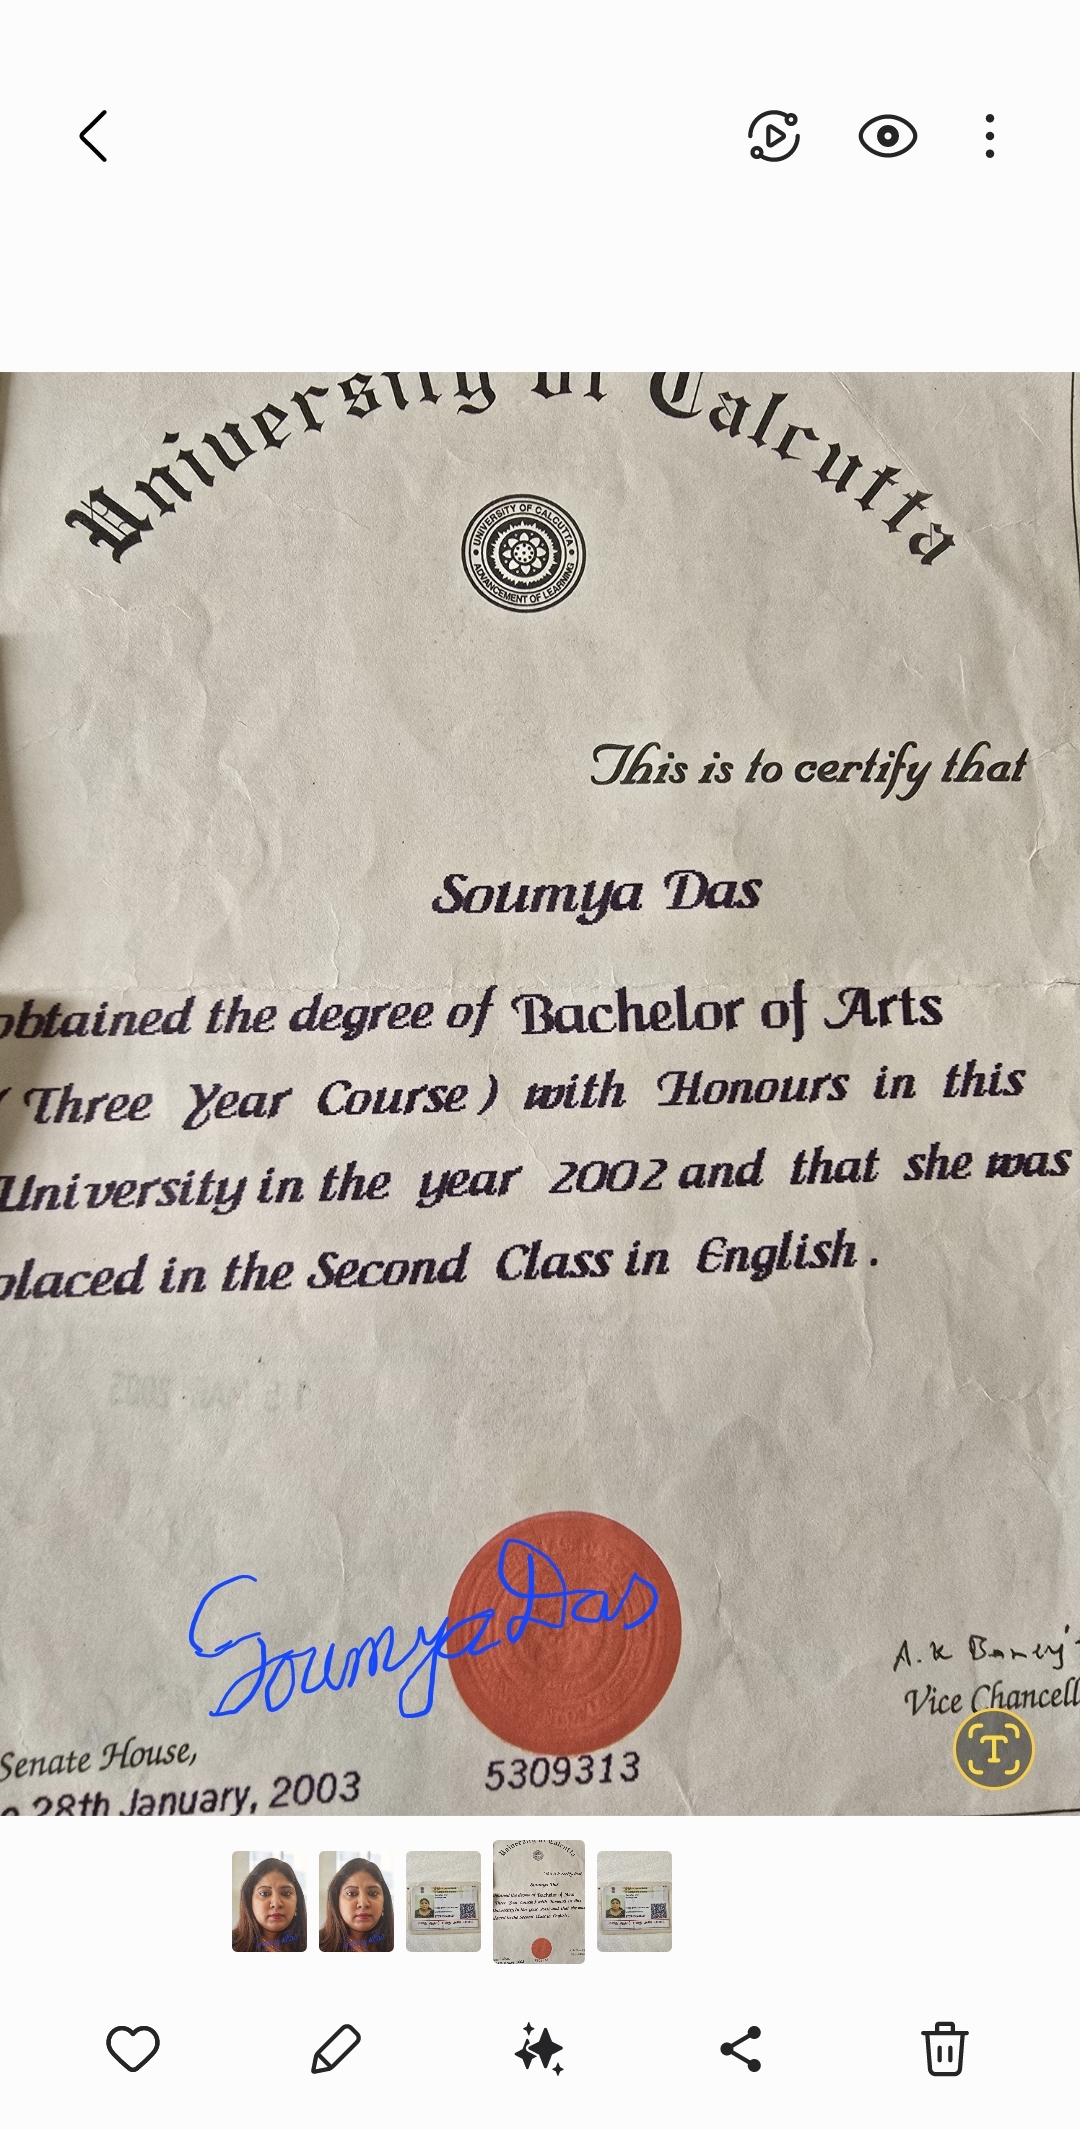 University of Calcutta
UNIVERSITY OF CALCUTTA
ADVANCEMENT OF LEARNING
This is to certify that
Soumya Das
obtained the degree of Bachelor of Arts
( Three Year Course ) with Honours in this
University in the year 2002 and that she was
placed in the Second Class in English .
Soumya Das
A. K
Vice Chancell
Senate House,
28th January, 2003
5309313
T